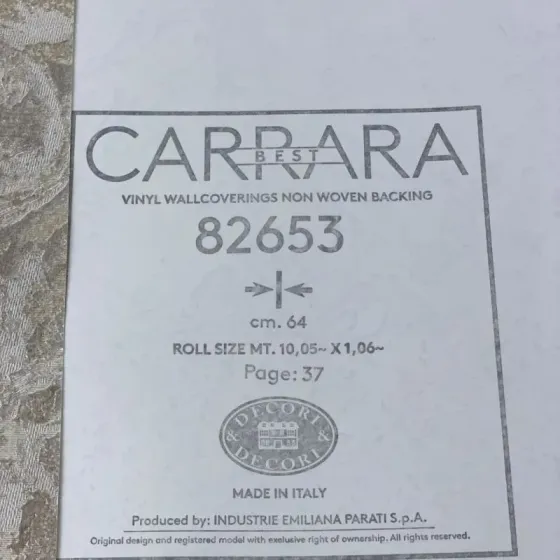 CARRARA
BEST
VINYL WALLCOVERINGS NON WOVEN BACKING
82653
cm. 64
ROLL SIZE MT. 10,05~ X 1,06~
Page: 37
DECORI
& &
DECORI
MADE IN ITALY
Produced by: INDUSTRIE EMILIANA PARATI S.p.A.
Original design and registered model with exclusive right of ownership. All rights reserved.